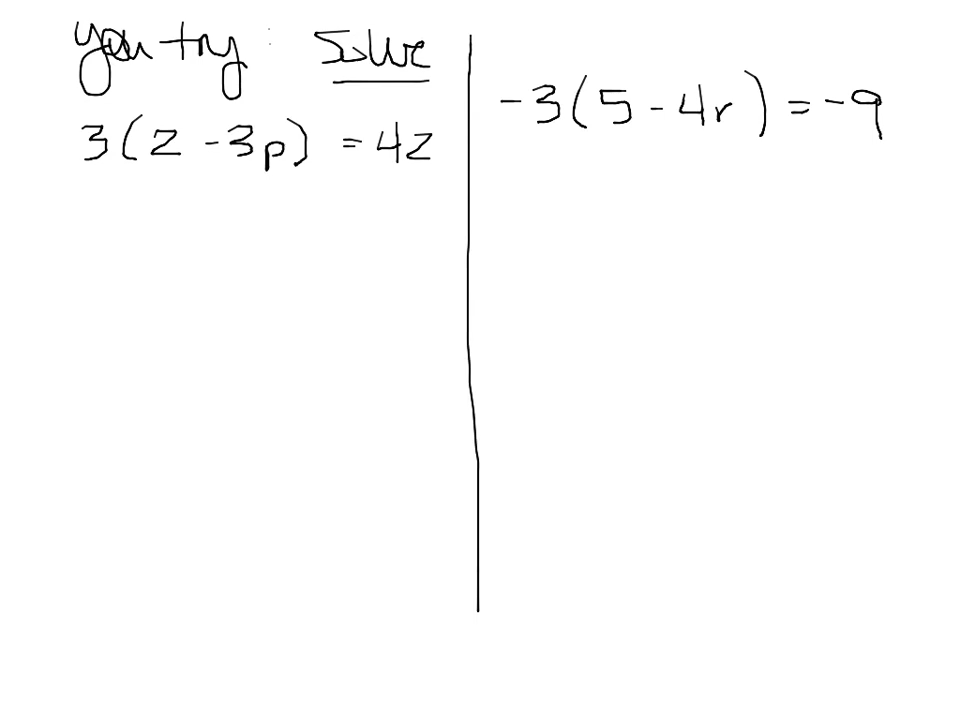 you try : solve
3(2 - 3p) = 42
-3(5 - 4r) = -9